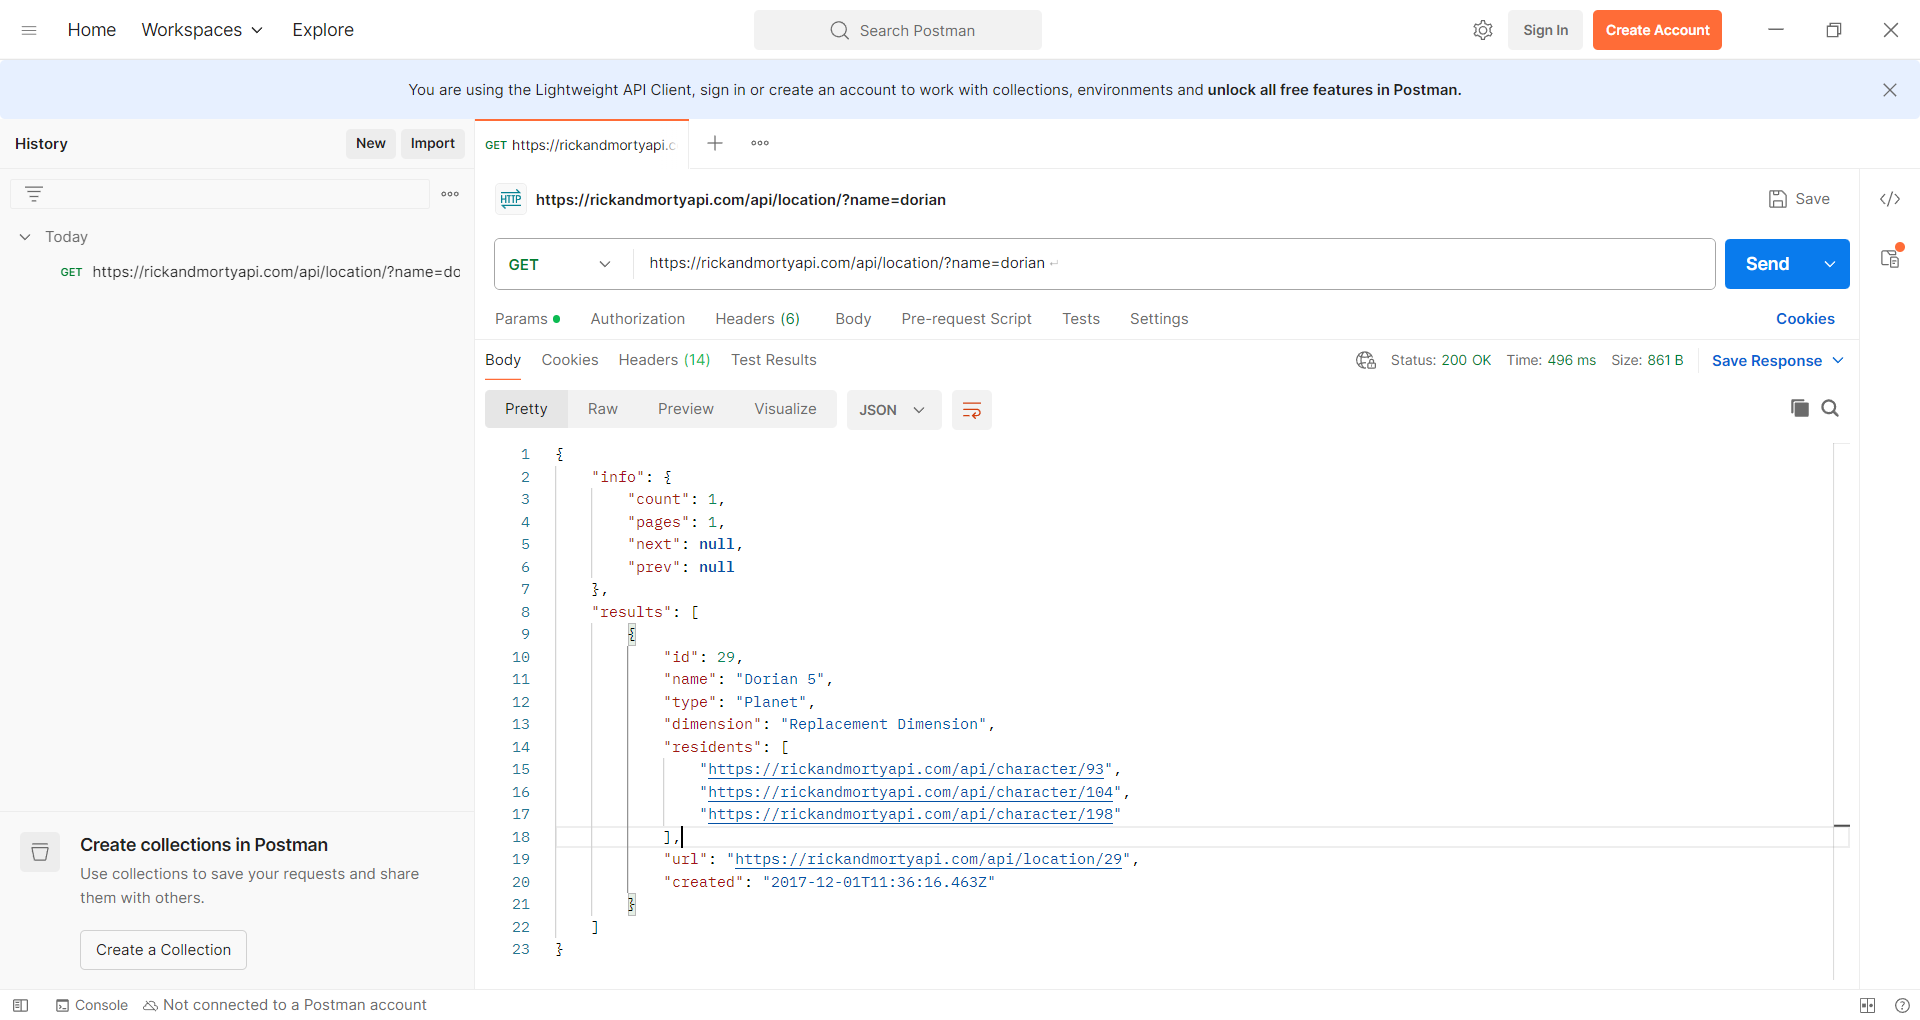 Home Workspaces Explore Search Postman Sign In Create Account
You are using the Lightweight API Client, sign in or create an account to work with collections, environments and unlock all free features in Postman.
History New Import
Today
GET https://rickandmortyapi.com/api/location/?name=do
Create collections in Postman
Use collections to save your requests and share
them with others.
Create a Collection
GET https://rickandmortyapi.c
HTTP https://rickandmortyapi.com/api/location/?name=dorian Save
GET https://rickandmortyapi.com/api/location/?name=dorian Send
Params Authorization Headers (6) Body Pre-request Script Tests Settings Cookies
Body Cookies Headers (14) Test Results Status: 200 OK Time: 496 ms Size: 861 B Save Response
Pretty Raw Preview Visualize JSON
1 {
2 "info": {
3 "count": 1,
4 "pages": 1,
5 "next": null,
6 "prev": null
7 },
8 "results": [
9 {
10 "id": 29,
11 "name": "Dorian 5",
12 "type": "Planet",
13 "dimension": "Replacement Dimension",
14 "residents": [
15 "https://rickandmortyapi.com/api/character/93",
16 "https://rickandmortyapi.com/api/character/104",
17 "https://rickandmortyapi.com/api/character/198"
18 ],
19 "url": "https://rickandmortyapi.com/api/location/29",
20 "created": "2017-12-01T11:36:16.463Z"
21 }
22 ]
23 }
Console Not connected to a Postman account